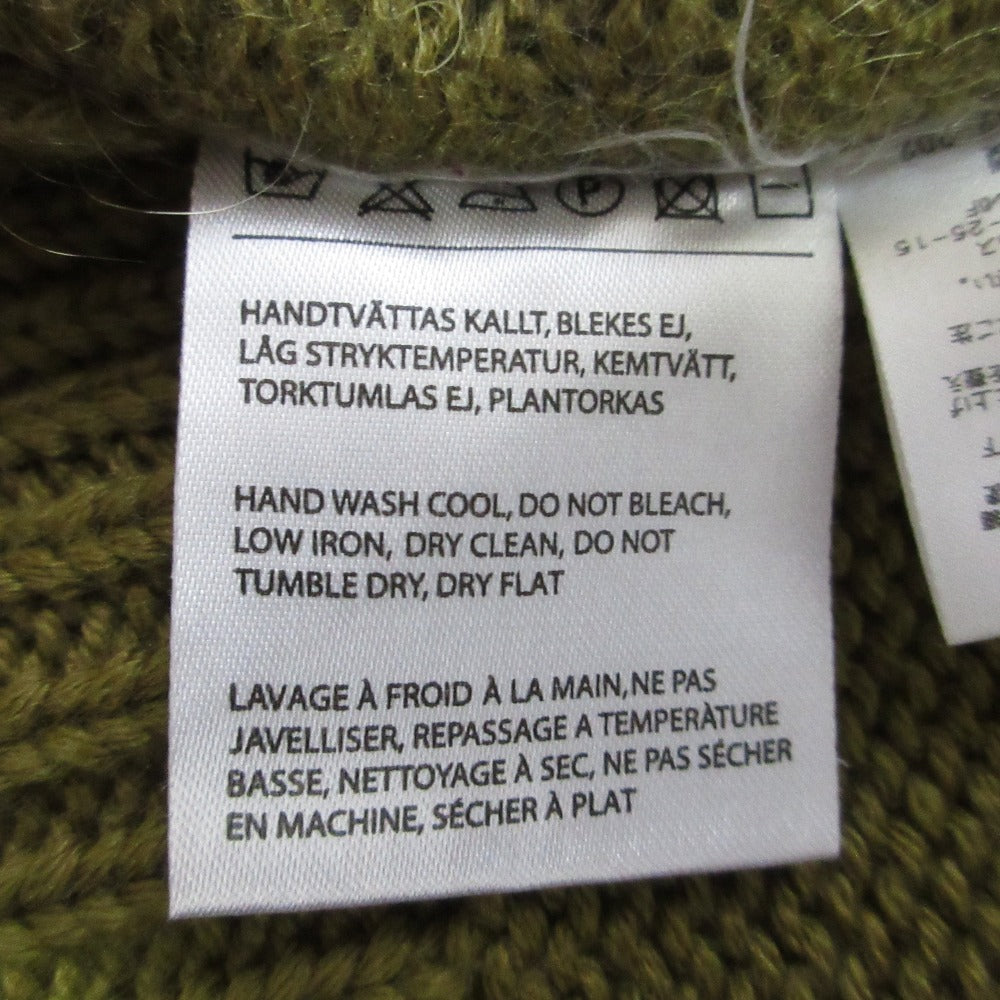 P
HANDTVÄTTAS KALLT, BLEKES EJ,
LÅG STRYKTEMPERATUR, KEMTVÄTT,
TORKTUMLAS EJ, PLANTORKAS
HAND WASH COOL, DO NOT BLEACH,
LOW IRON, DRY CLEAN, DO NOT
TUMBLE DRY, DRY FLAT
LAVAGE À FROID À LA MAIN, NE PAS
JAVELLISER, REPASSAGE A TEMPERÀTURE
BASSE, NETTOYAGE À SEC, NE PAS SÉCHER
EN MACHINE, SÉCHER À PLAT